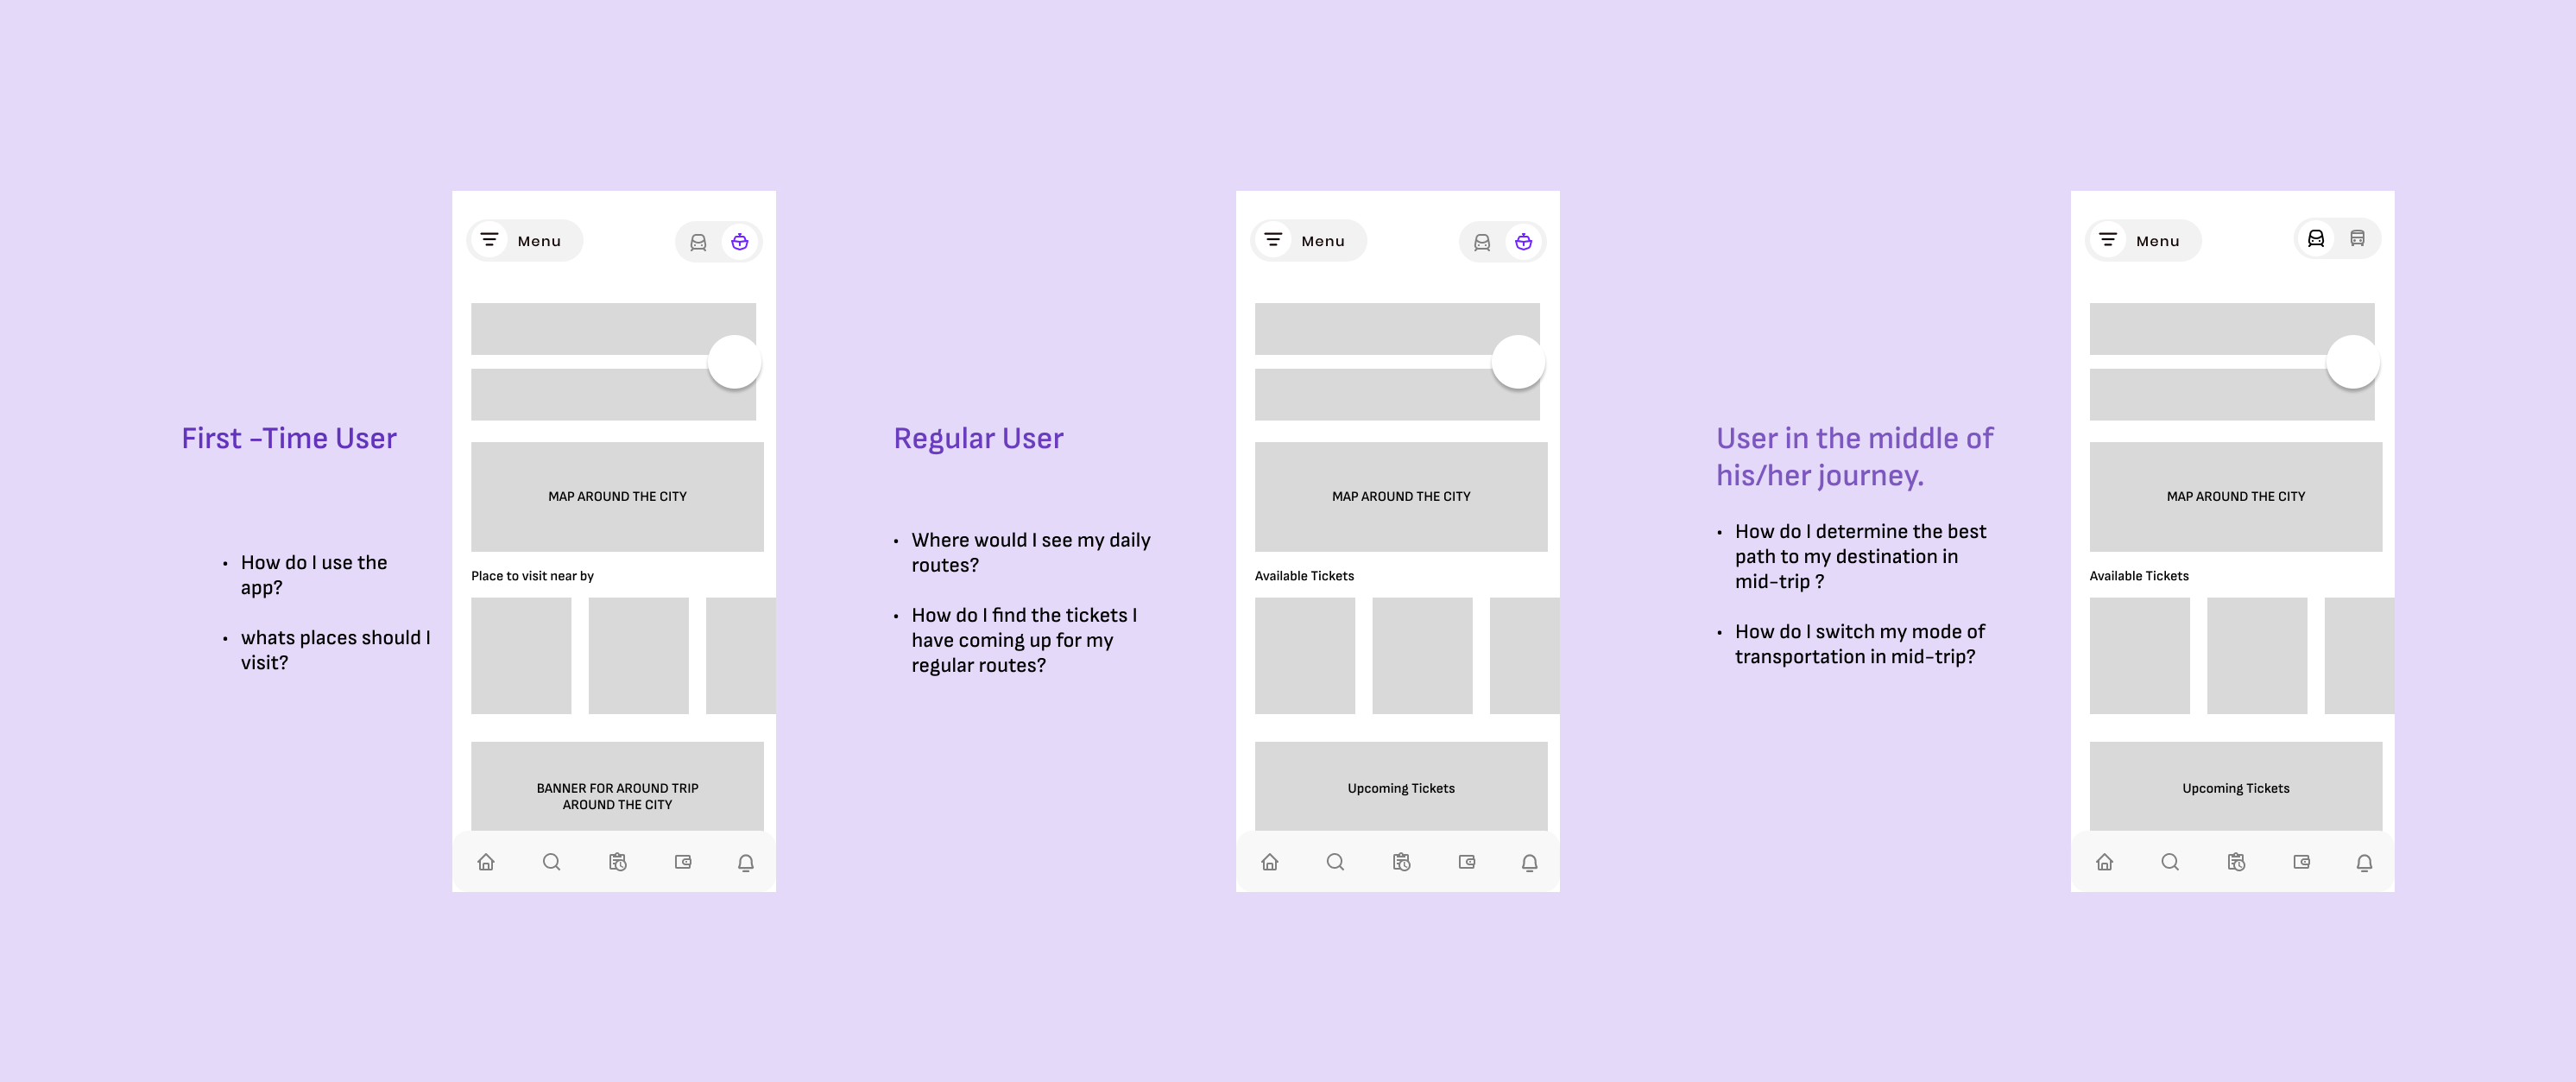 First -Time User
• How do I use the
app?
• whats places should I
visit?
Menu
MAP AROUND THE CITY
Place to visit near by
BANNER FOR AROUND TRIP
AROUND THE CITY
Regular User
• Where would I see my daily
routes?
• How do I find the tickets I
have coming up for my
regular routes?
Menu
MAP AROUND THE CITY
Available Tickets
Upcoming Tickets
User in the middle of
his/her journey.
• How do I determine the best
path to my destination in
mid-trip ?
• How do I switch my mode of
transportation in mid-trip?
Menu
MAP AROUND THE CITY
Available Tickets
Upcoming Tickets